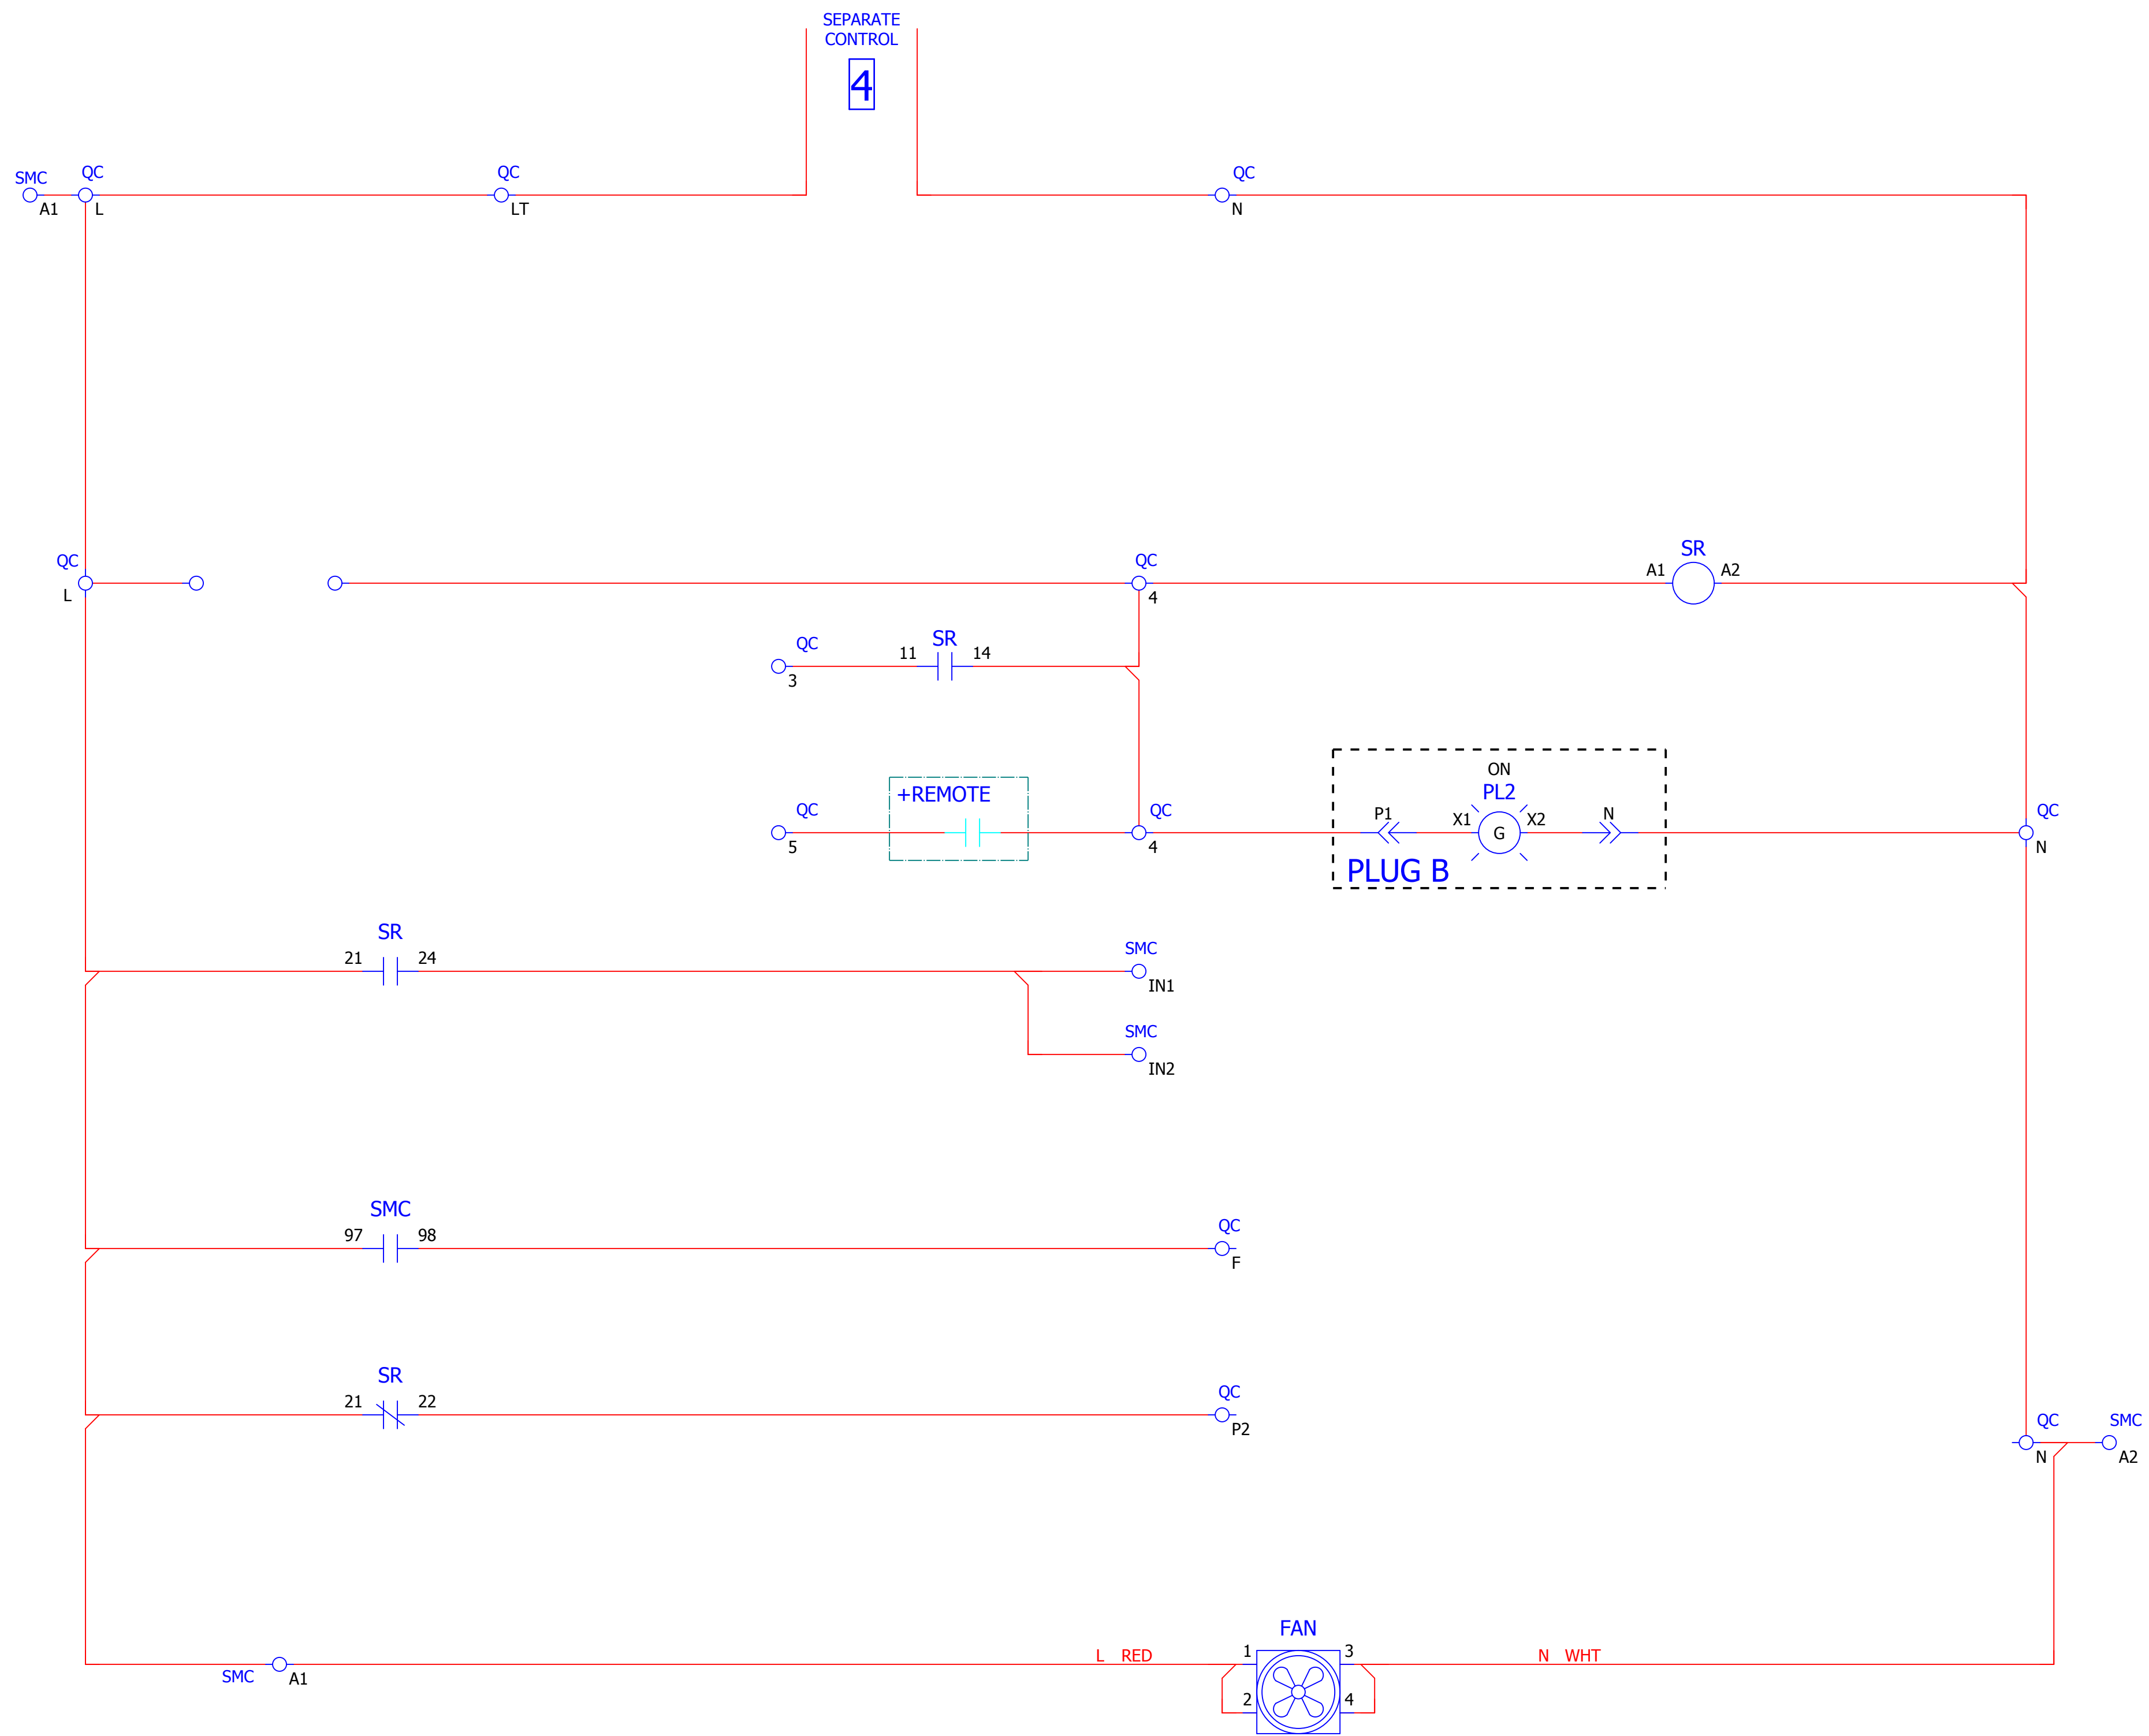 SEPARATE
CONTROL
4
SMC
A1
QC
L
QC
LT
QC
N
QC
L
QC
4
SR
A1
A2
QC
3
SR
11
14
QC
5
+REMOTE
QC
4
ON
PL2
P1
X1
G
X2
N
PLUG B
QC
N
SR
21
24
SMC
IN1
SMC
IN2
SMC
97
98
QC
F
SR
21
22
QC
P2
QC
N
SMC
A2
SMC
A1
L RED
FAN
1
3
2
4
N WHT